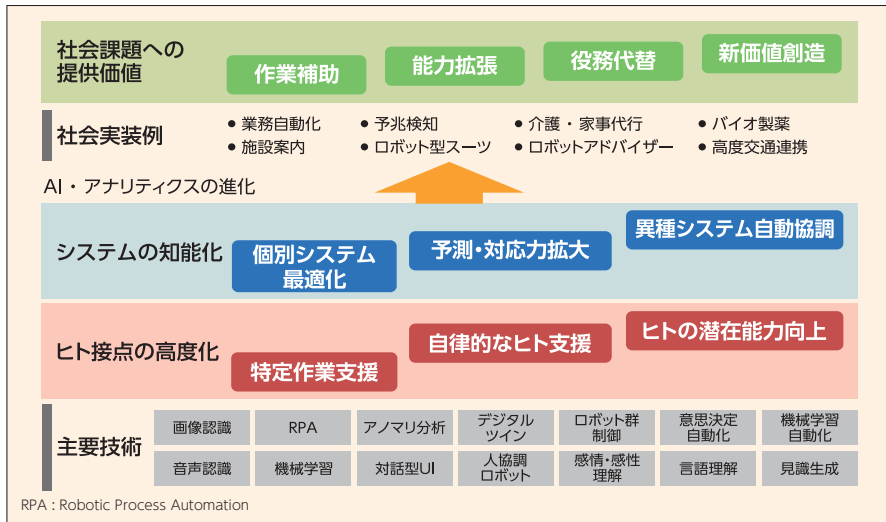 社会課題への
提供価値
作業補助
能力拡張
役務代替
新価値創造
社会実装例
● 業務自動化
● 施設案内
● 予兆検知
● ロボット型スーツ
● 介護・家事代行
● ロボットアドバイザー
● バイオ製薬
● 高度交通連携
AI・アナリティクスの進化
システムの知能化
個別システム
最適化
予測・対応力拡大
異種システム自動協調
ヒト接点の高度化
特定作業支援
自律的なヒト支援
ヒトの潜在能力向上
主要技術
画像認識
RPA
アノマリ分析
デジタル
ツイン
ロボット群
制御
意思決定
自動化
機械学習
自動化
音声認識
機械学習
対話型UI
人協調
ロボット
感情・感性
理解
言語理解
見識生成
RPA : Robotic Process Automation